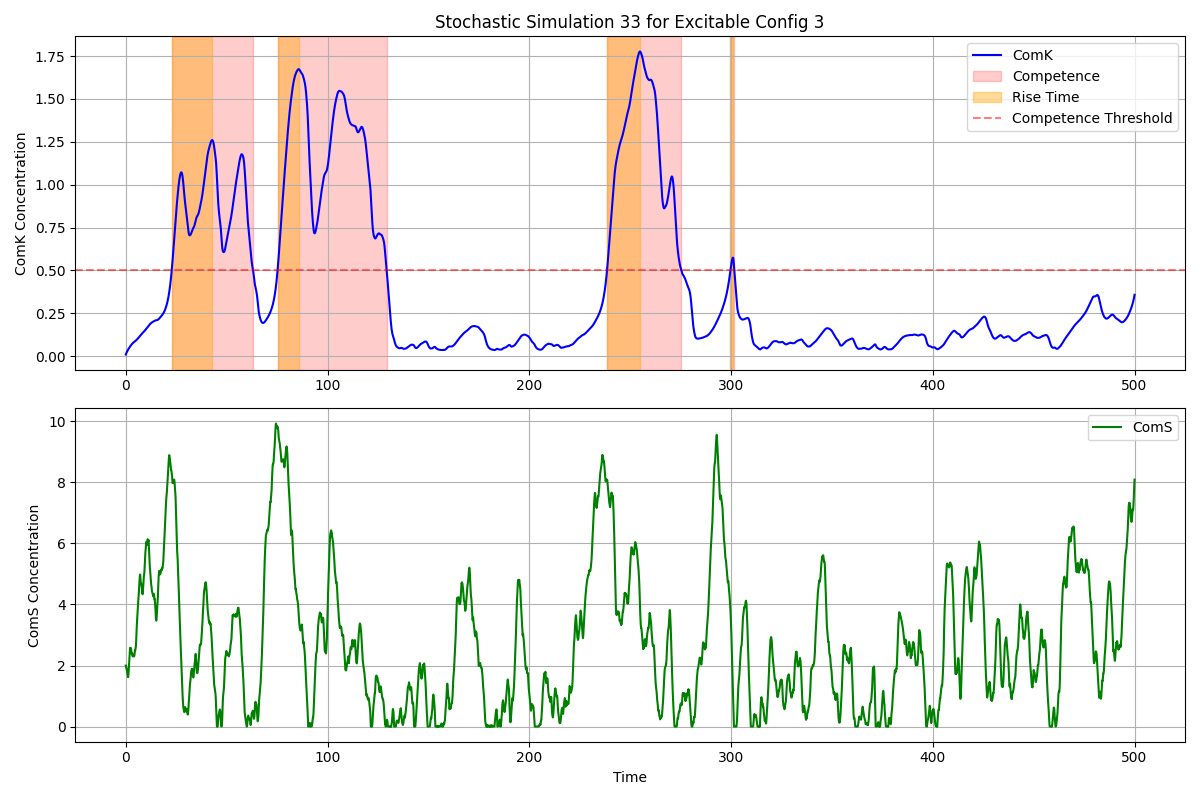 Stochastic Simulation 33 for Excitable Config 3
ComK Concentration
1.75
1.50
1.25
1.00
0.75
0.50
0.25
0.00
ComK
Competence
Rise Time
Competence Threshold
0
100
200
300
400
500
ComS Concentration
10
8
6
4
2
0
ComS
0
100
200
300
400
500
Time